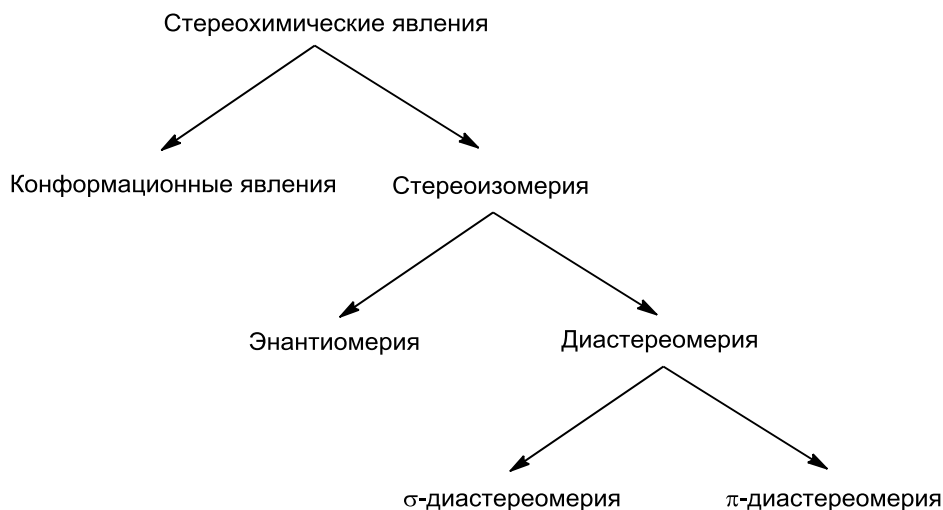 Стереохимические явления
Конформационные явления
Стереоизомерия
Энантиомерия
Диастереомерия
σ-диастереомерия
π-диастереомерия